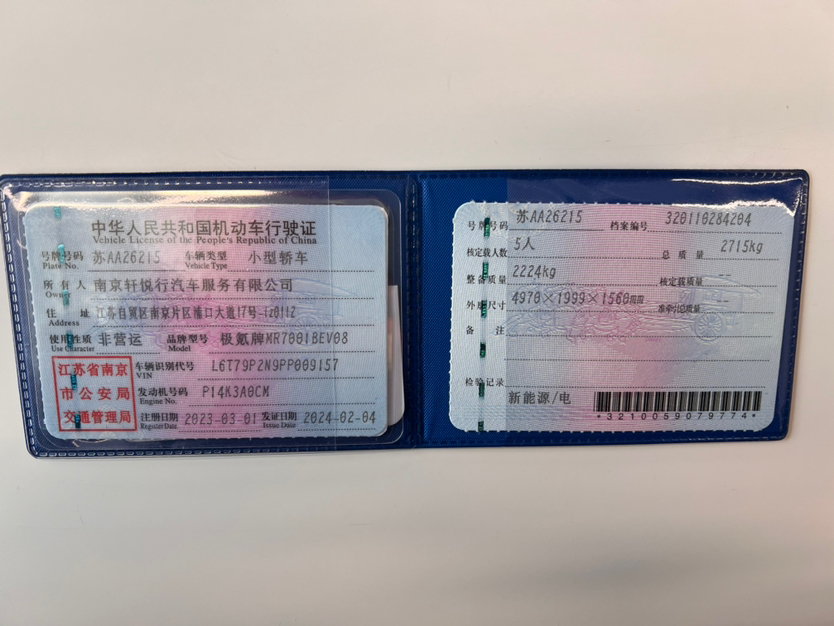 中华人民共和国机动车行驶证
Vehicle License of the People's Republic of China
号牌号码 苏AA26215 车辆类型 小型轿车
Plate No. Vehicle Type
所有人 南京轩悦行汽车服务有限公司
Owner
住 址 江苏自贸区南京片区浦口大道17号-iz0112
Address
使用性质 非营运 品牌型号 极氪牌MR7001BEV08
Use Character Model
江苏省南京
市公安局
交通管理局
车辆识别代号 L6T79P2N9PP009157
VIN
发动机号码 P14K3A0CM
Engine No.
注册日期 2023-03-01 发证日期 2024-02-04
Register Date Issue Date
号牌号码 苏AA26215 档案编号 320110284204
核定载人数 5人 总质量 2715kg
整备质量 2224kg 核定载质量 --
外廓尺寸 4970×1999×1560mm 准牵引总质量 --
备 注
检验记录
新能源/电
*3210059079774*